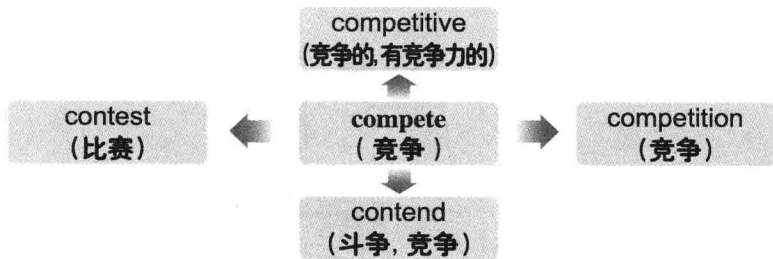 competitive
(竞争的,有竞争力的)
contest
(比赛)
compete
(竞争)
competition
(竞争)
contend
(斗争,竞争)